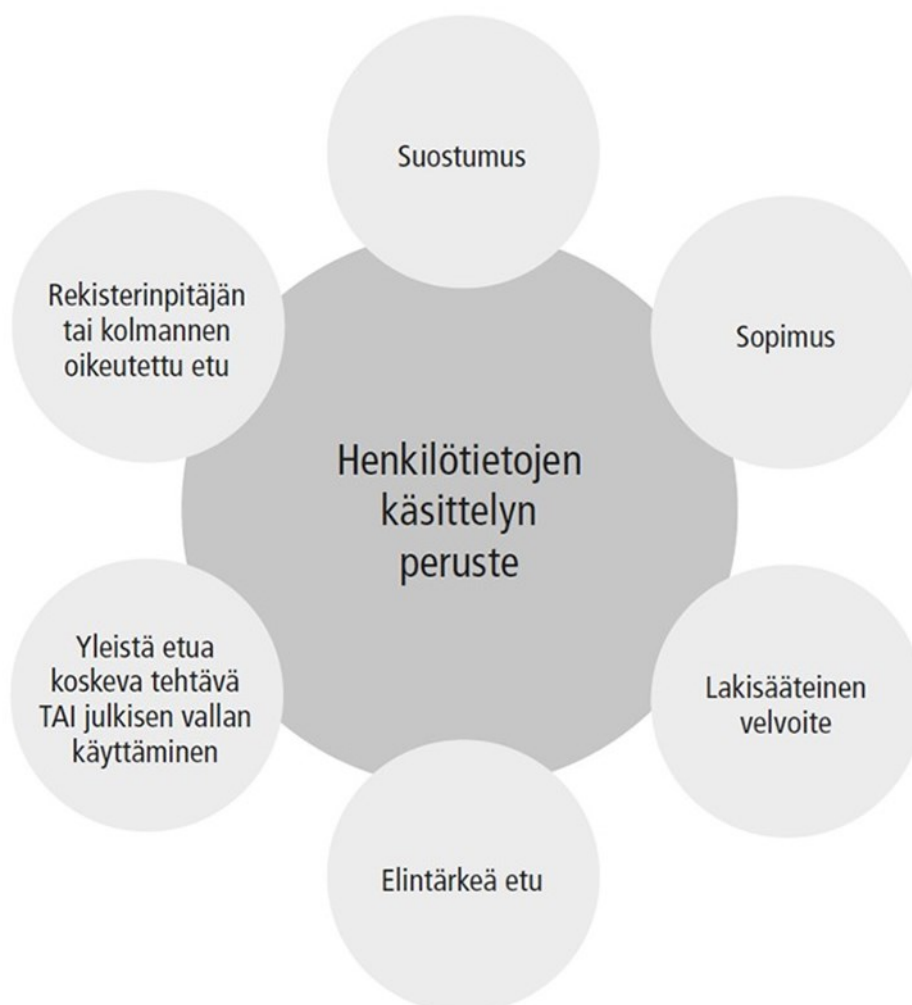 Suostumus
Sopimus
Lakisääteinen
velvoite
Elintärkeä etu
Yleistä etua
koskeva tehtävä
TAI julkisen vallan
käyttäminen
Rekisterinpitäjän
tai kolmannen
oikeutettu etu
Henkilötietojen
käsittelyn
peruste